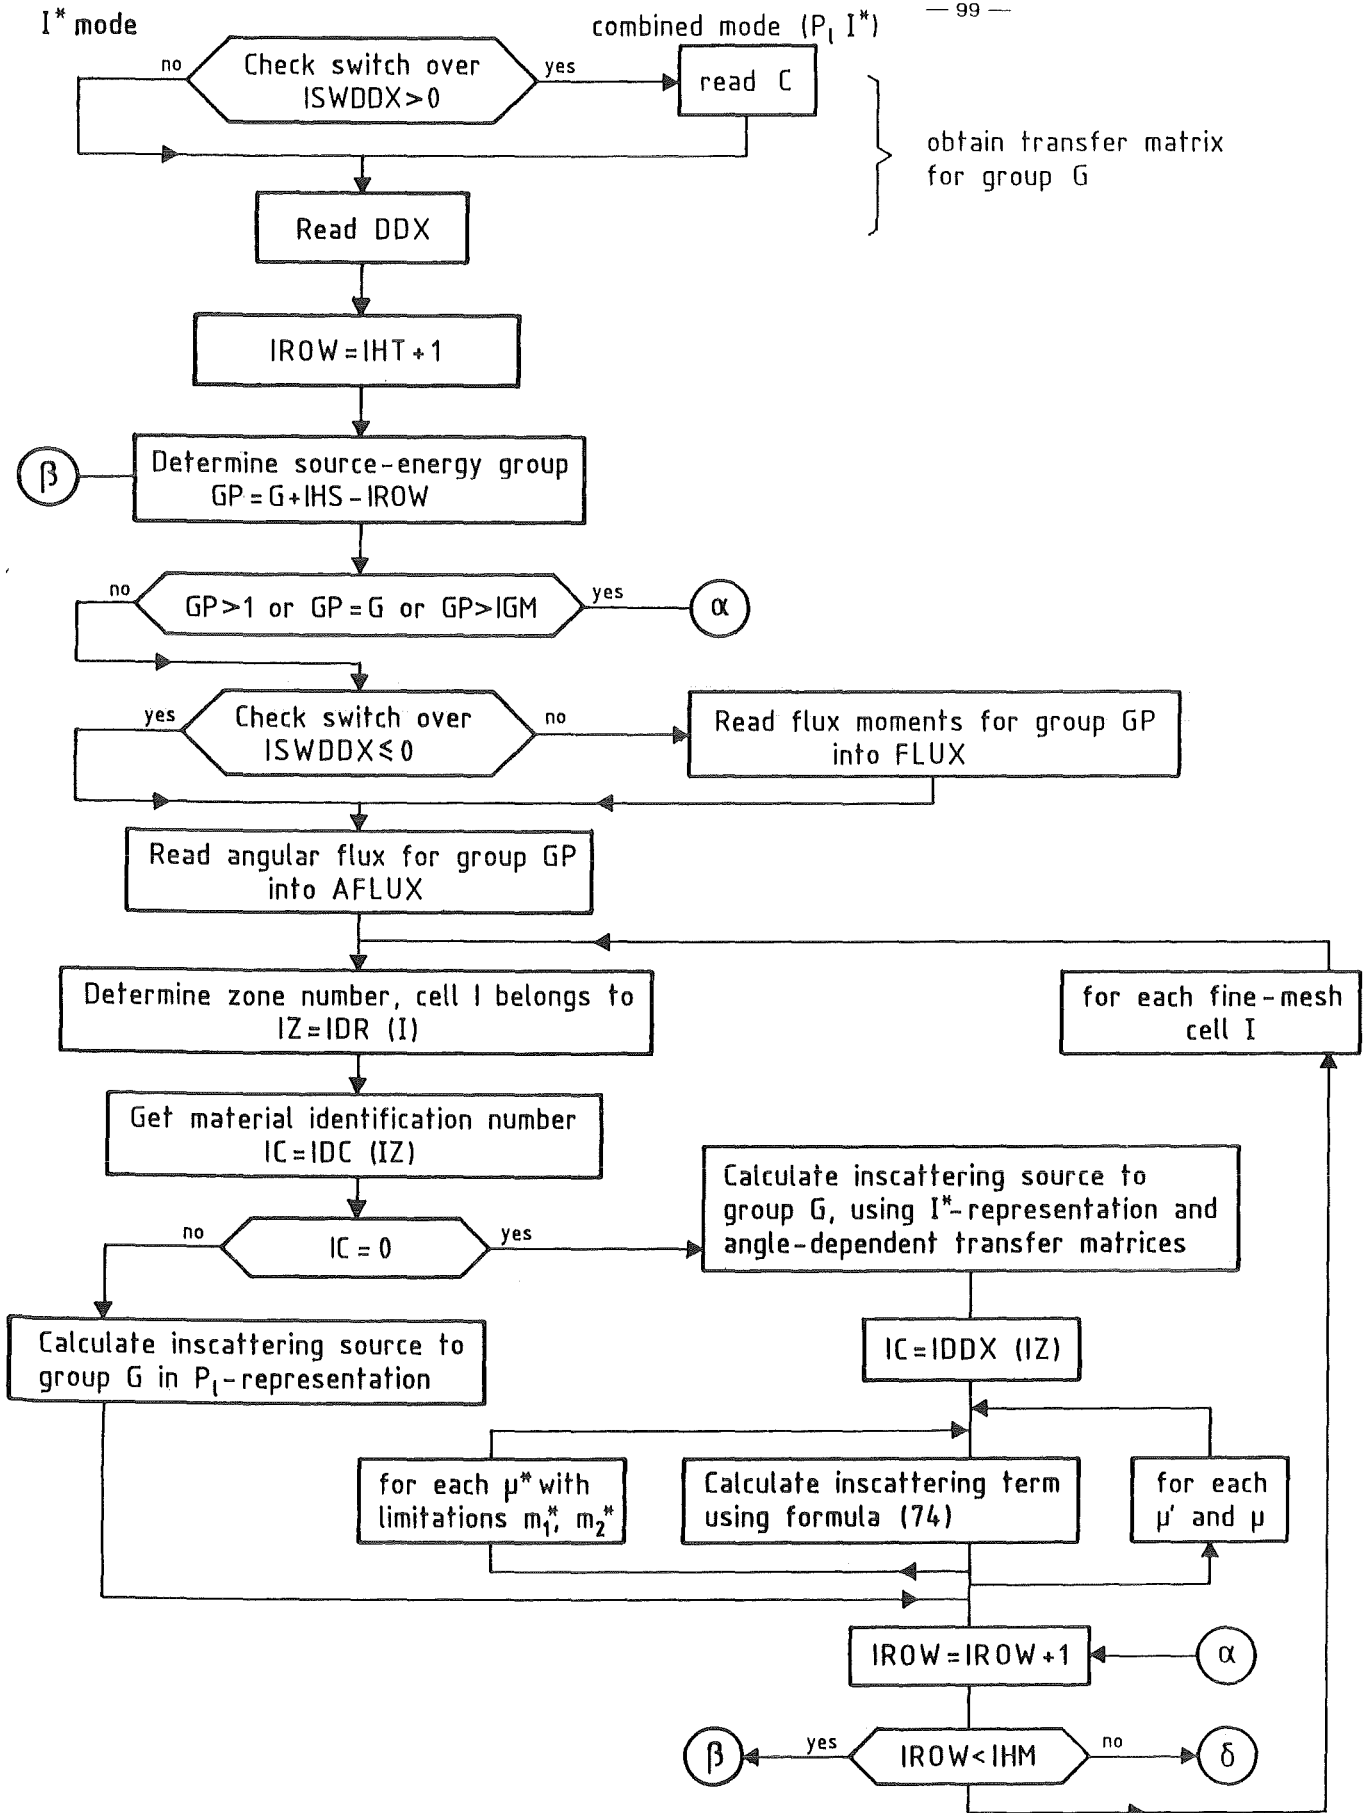 — 99 —
I* mode
combined mode (Pₗ I*)
no
Check switch over
ISWDDX>0
yes
read C
obtain transfer matrix
for group G
Read DDX
IROW=IHT+1
β
Determine source-energy group
GP=G+IHS-IROW
no
GP>1 or GP=G or GP>IGM
yes
α
yes
Check switch over
ISWDDX≤0
no
Read flux moments for group GP
into FLUX
Read angular flux for group GP
into AFLUX
Determine zone number, cell I belongs to
IZ=IDR (I)
for each fine-mesh
cell I
Get material identification number
IC=IDC (IZ)
no
IC=0
yes
Calculate inscattering source to
group G, using I*-representation and
angle-dependent transfer matrices
Calculate inscattering source to
group G in Pₗ-representation
IC=IDDX (IZ)
for each μ* with
limitations m₁*, m₂*
Calculate inscattering term
using formula (74)
for each
μ' and μ
IROW=IROW+1
α
β
yes
IROW<IHM
no
δ